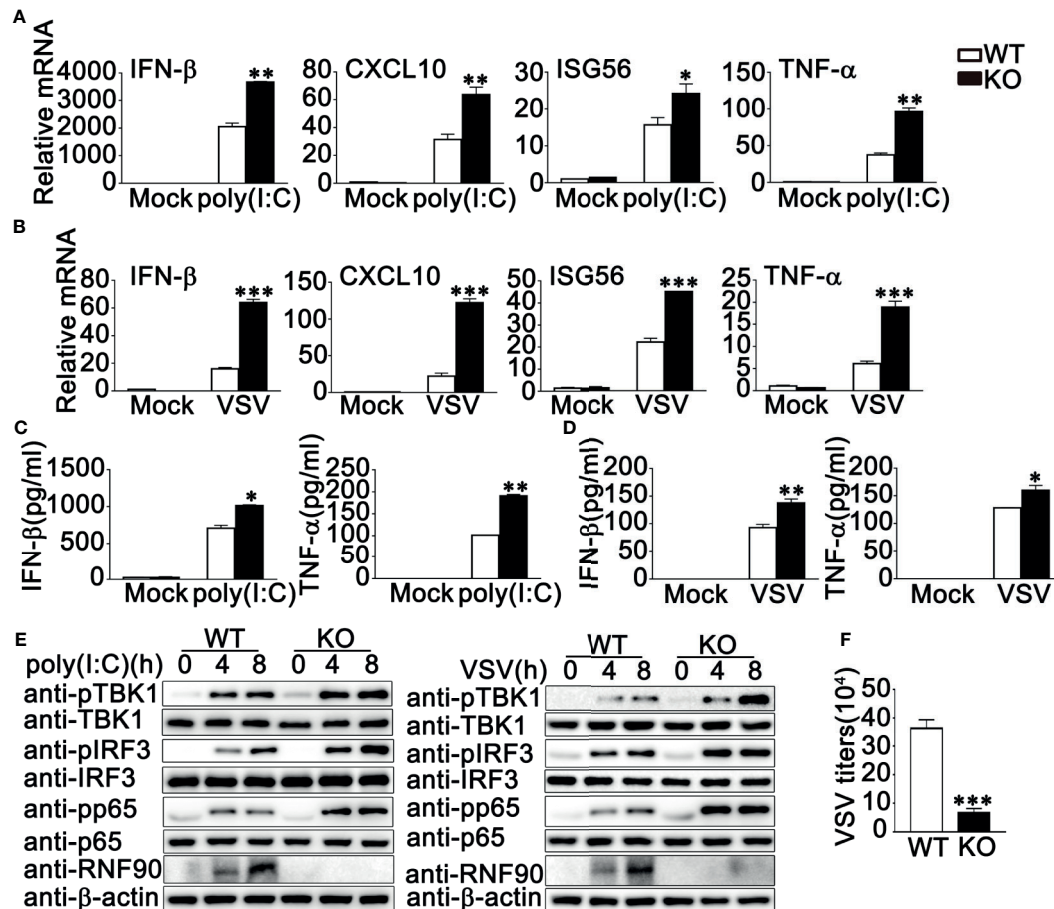 A
Relative mRNA
IFN-β
4000
3000
2000
1000
0
Mock poly(I:C)
**
CXCL10
80
60
40
20
0
Mock poly(I:C)
**
ISG56
30
20
10
0
Mock poly(I:C)
*
TNF-α
150
100
50
0
Mock poly(I:C)
**
WT
KO
B
Relative mRNA
IFN-β
80
60
40
20
0
Mock VSV
***
CXCL10
150
100
50
0
Mock VSV
***
ISG56
50
40
30
20
10
0
Mock VSV
***
TNF-α
25
20
15
10
5
0
Mock VSV
***
C
IFN-β(pg/ml)
1500
1000
500
0
Mock poly(I:C)
*
TNF-α(pg/ml)
250
200
150
100
50
0
Mock poly(I:C)
**
D
IFN-β(pg/ml)
200
150
100
50
0
Mock VSV
**
TNF-α(pg/ml)
200
150
100
50
0
Mock VSV
*
E
WT KO
poly(I:C)(h) 0 4 8 0 4 8
anti-pTBK1
anti-TBK1
anti-pIRF3
anti-IRF3
anti-pp65
anti-p65
anti-RNF90
anti-β-actin
WT KO
VSV(h) 0 4 8 0 4 8
anti-pTBK1
anti-TBK1
anti-pIRF3
anti-IRF3
anti-pp65
anti-p65
anti-RNF90
anti-β-actin
F
VSV titers(10⁴)
50
40
30
20
10
0
WT KO
***